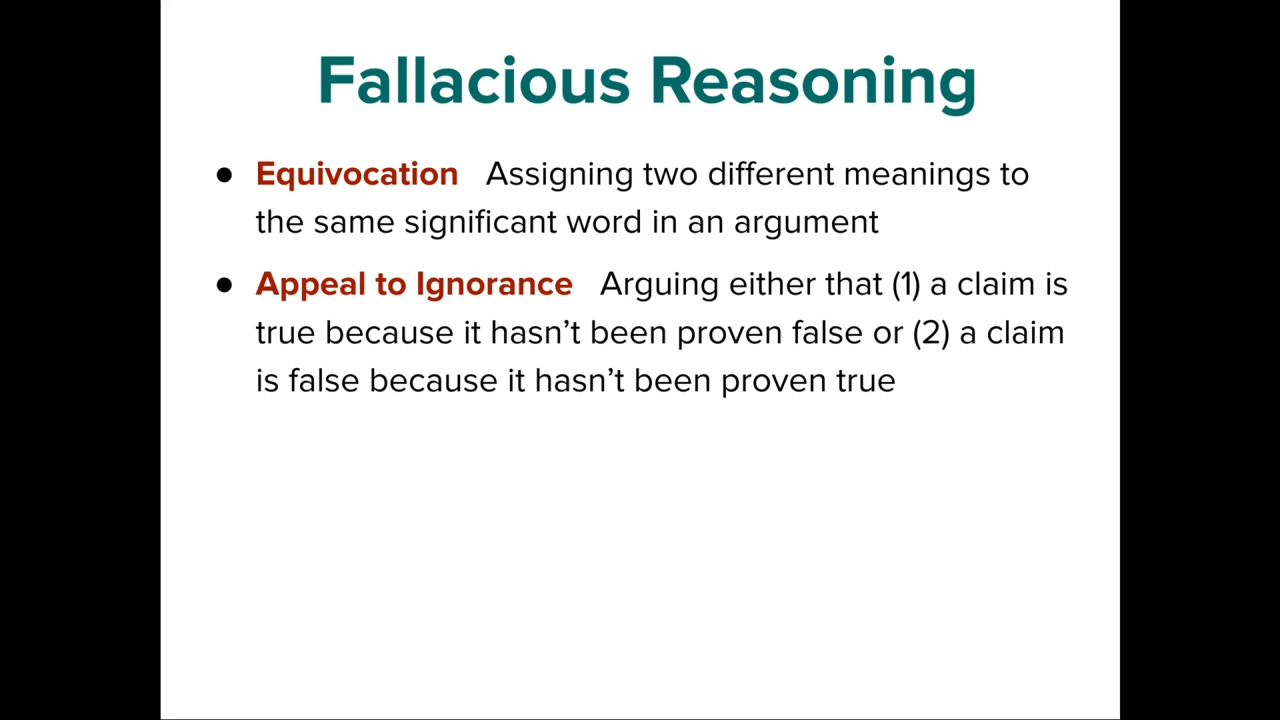 Fallacious Reasoning
● Equivocation Assigning two different meanings to
the same significant word in an argument
● Appeal to Ignorance Arguing either that (1) a claim is
true because it hasn’t been proven false or (2) a claim
is false because it hasn’t been proven true